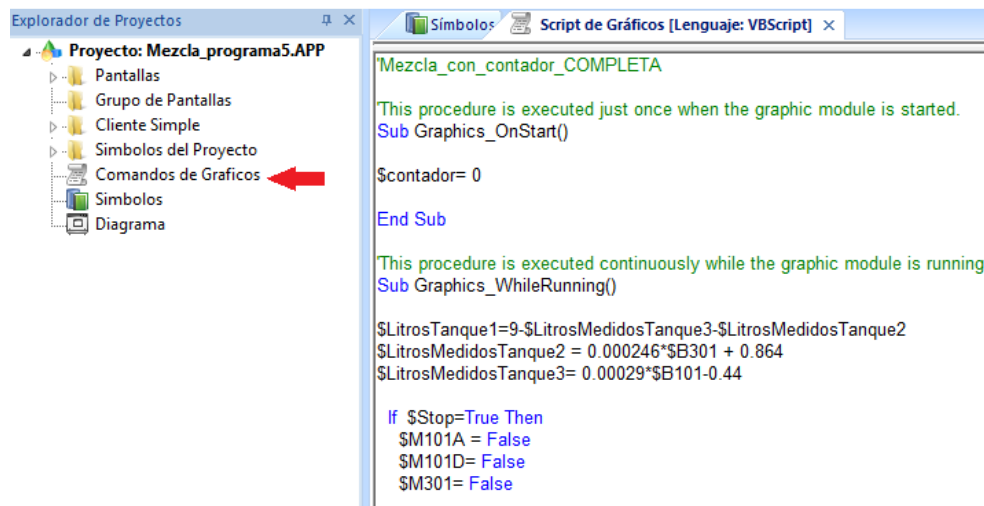 Explorador de Proyectos
Proyecto: Mezcla_programa5.APP
Pantallas
Grupo de Pantallas
Cliente Simple
Simbolos del Proyecto
Comandos de Graficos
Simbolos
Diagrama
Símbolos
Script de Gráficos [Lenguaje: VBScript]
'Mezcla_con_contador_COMPLETA
'This procedure is executed just once when the graphic module is started.
Sub Graphics_OnStart()
$contador= 0
End Sub
'This procedure is executed continuously while the graphic module is running
Sub Graphics_WhileRunning()
$LitrosTanque1=9-$LitrosMedidosTanque3-$LitrosMedidosTanque2
$LitrosMedidosTanque2 = 0.000246*$B301 + 0.864
$LitrosMedidosTanque3= 0.00029*$B101-0.44
If $Stop=True Then
$M101A = False
$M101D= False
$M301= False